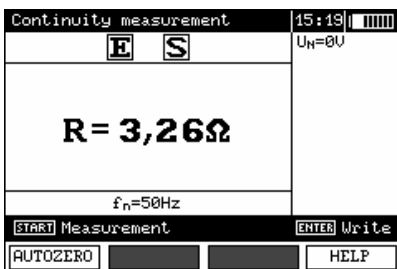 Continuity measurement 15:19
E S
U_N=0V
R= 3,26Ω
f_n=50Hz
START Measurement ENTER Write
AUTOZERO HELP